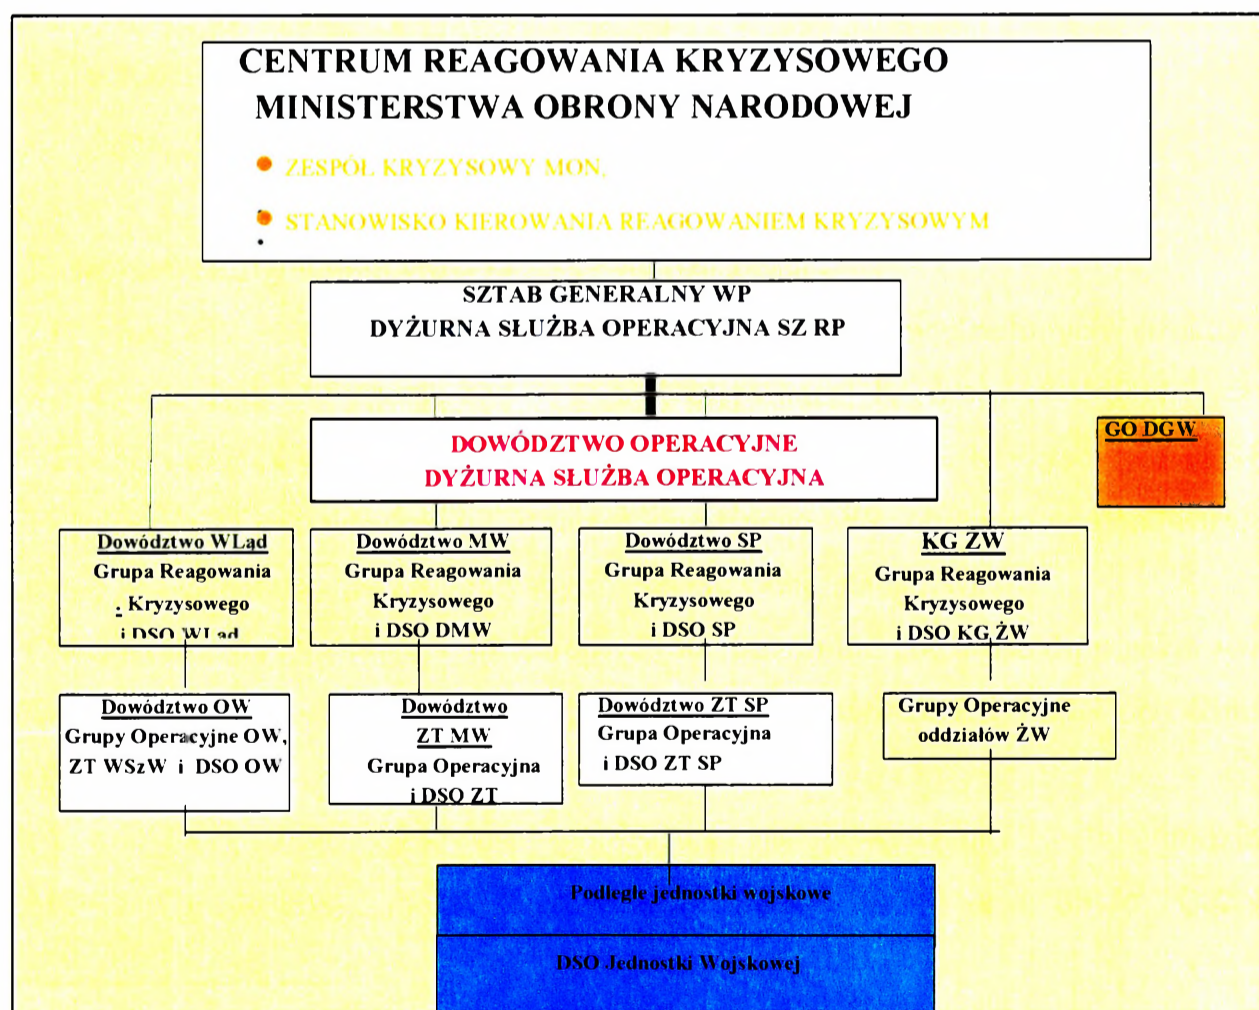 CENTRUM REAGOWANIA KRYZYSOWEGO
MINISTERSTWA OBRONY NARODOWEJ
ZESPÓŁ KRYZYSOWY MON,
STANOWISKO KIEROWANIA REAGOWANIEM KRYZYSOWYM
SZTAB GENERALNY WP
DYŻURNA SŁUŻBA OPERACYJNA SZ RP
DOWÓDZTWO OPERACYJNE
DYŻURNA SŁUŻBA OPERACYJNA
GO DGW
Dowództwo WLąd
Grupa Reagowania
Kryzysowego
i DSO WLąd
Dowództwo MW
Grupa Reagowania
Kryzysowego
i DSO DMW
Dowództwo SP
Grupa Reagowania
Kryzysowego
i DSO SP
KG ŻW
Grupa Reagowania
Kryzysowego
i DSO KG ŻW
Dowództwo OW
Grupy Operacyjne OW,
ZT WSzW i DSO OW
Dowództwo
ZT MW
Grupa Operacyjna
i DSO ZT
Dowództwo ZT SP
Grupa Operacyjna
i DSO ZT SP
Grupy Operacyjne
oddziałów ŻW
Podległe jednostki wojskowe
DSO Jednostki Wojskowej